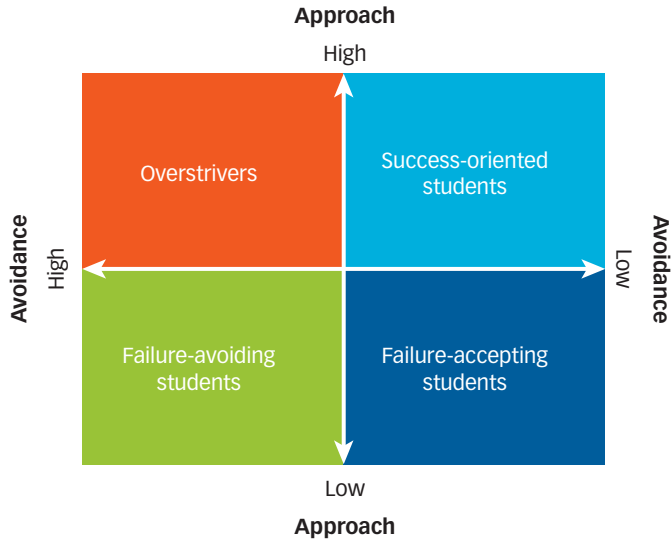 Approach
High
Overstrivers
Success-oriented
students
Avoidance
High
Low
Avoidance
Failure-avoiding
students
Failure-accepting
students
Low
Approach